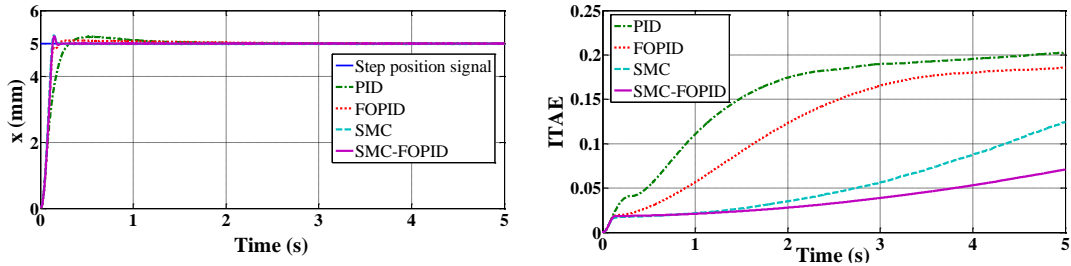 x (mm)
6
5
4
2
0
0 1 2 3 4 5
Time (s)
Step position signal
PID
FOPID
SMC
SMC-FOPID
ITAE
0.25
0.2
0.15
0.1
0.05
0
0 1 2 3 4 5
Time (s)
PID
FOPID
SMC
SMC-FOPID